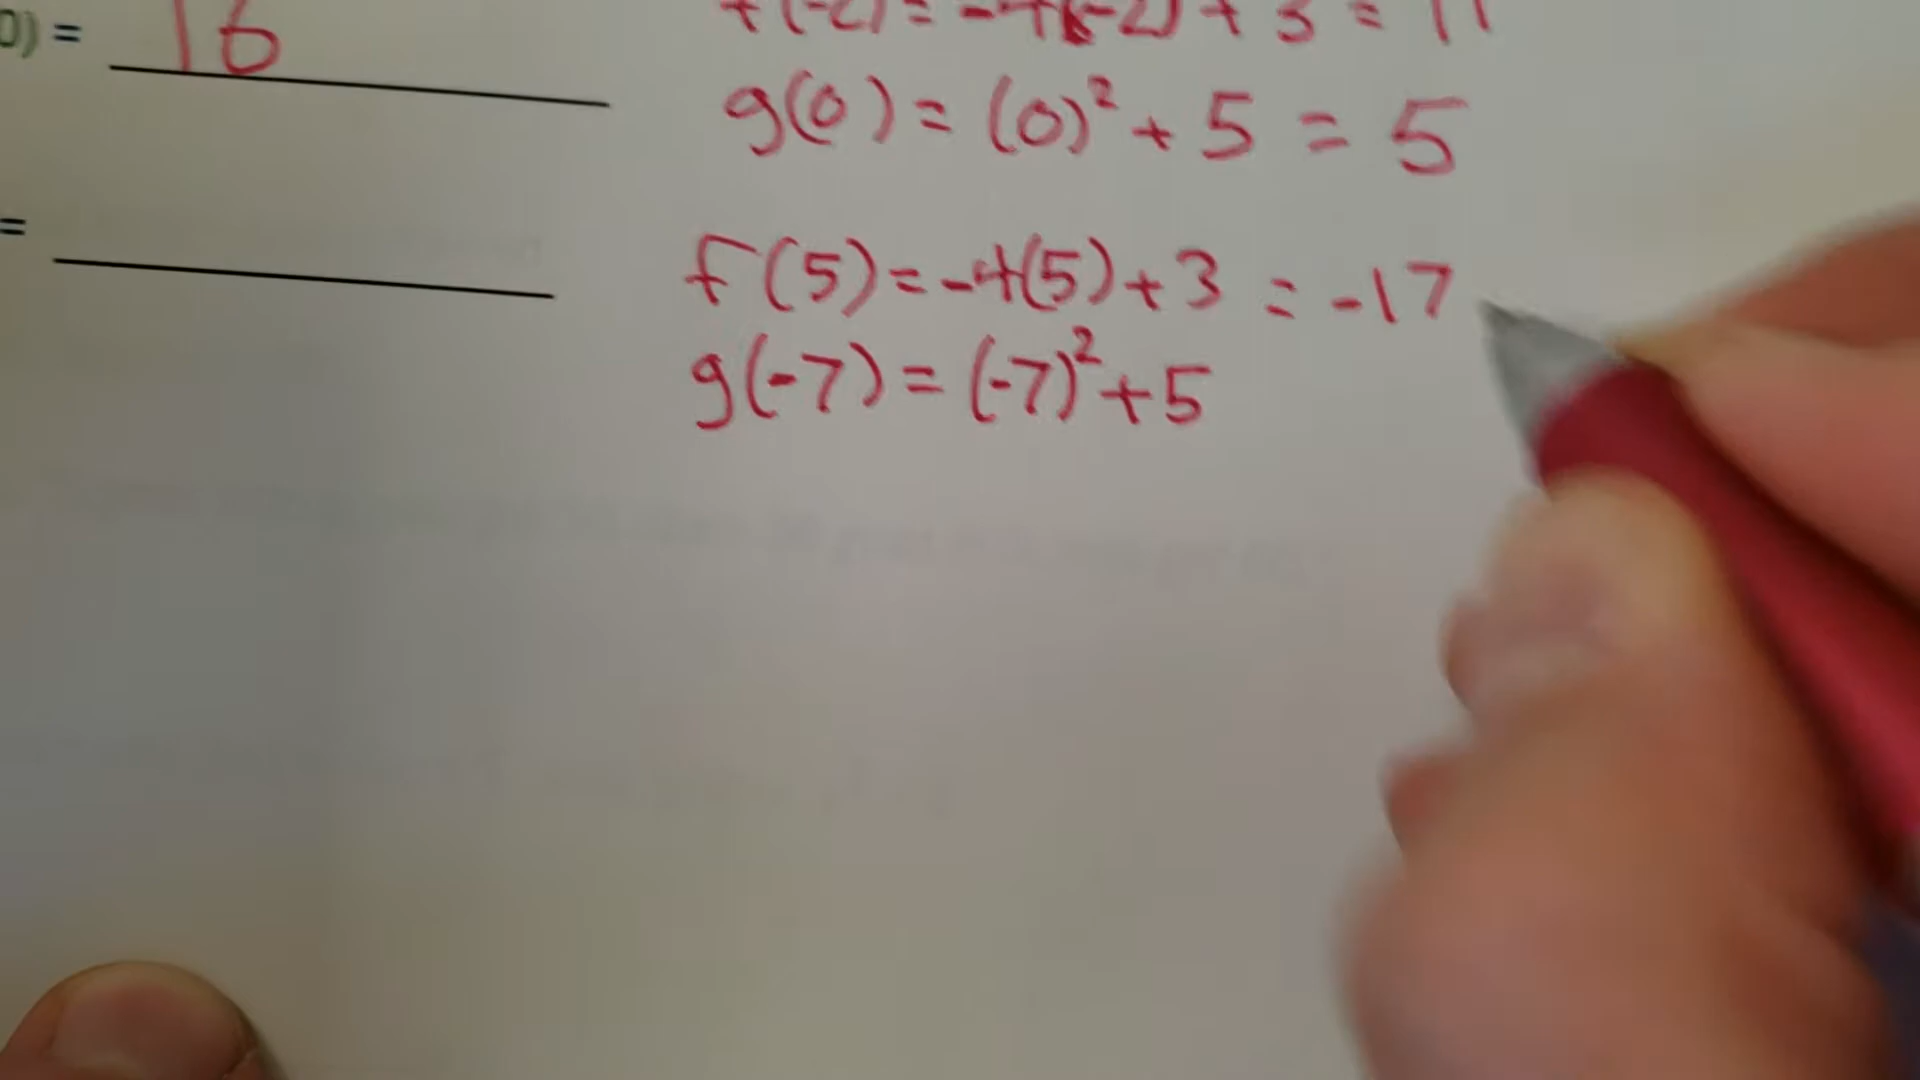 0) = 16
f(-2) = -4(-2) + 3 = 11
g(0) = (0)² + 5 = 5
=
f(5) = -4(5) + 3 = -17
g(-7) = (-7)² + 5